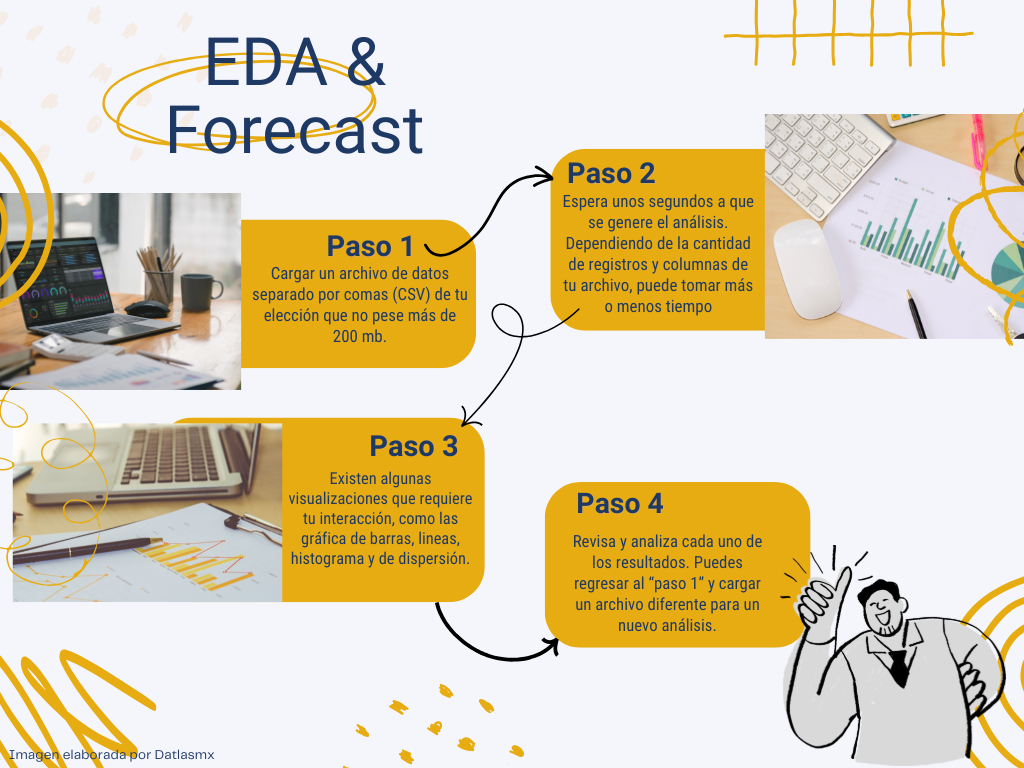 EDA &
Forecast
Paso 1
Cargar un archivo de datos
separado por comas (CSV) de tu
elección que no pese más de
200 mb.
Paso 2
Espera unos segundos a que
se genere el análisis.
Dependiendo de la cantidad
de registros y columnas de
tu archivo, puede tomar más
o menos tiempo
Paso 3
Existen algunas
visualizaciones que requiere
tu interacción, como las
gráfica de barras, lineas,
histograma y de dispersión.
Paso 4
Revisa y analiza cada uno de
los resultados. Puedes
regresar al “paso 1” y cargar
un archivo diferente para un
nuevo análisis.
Imagen elaborada por Datlasmx